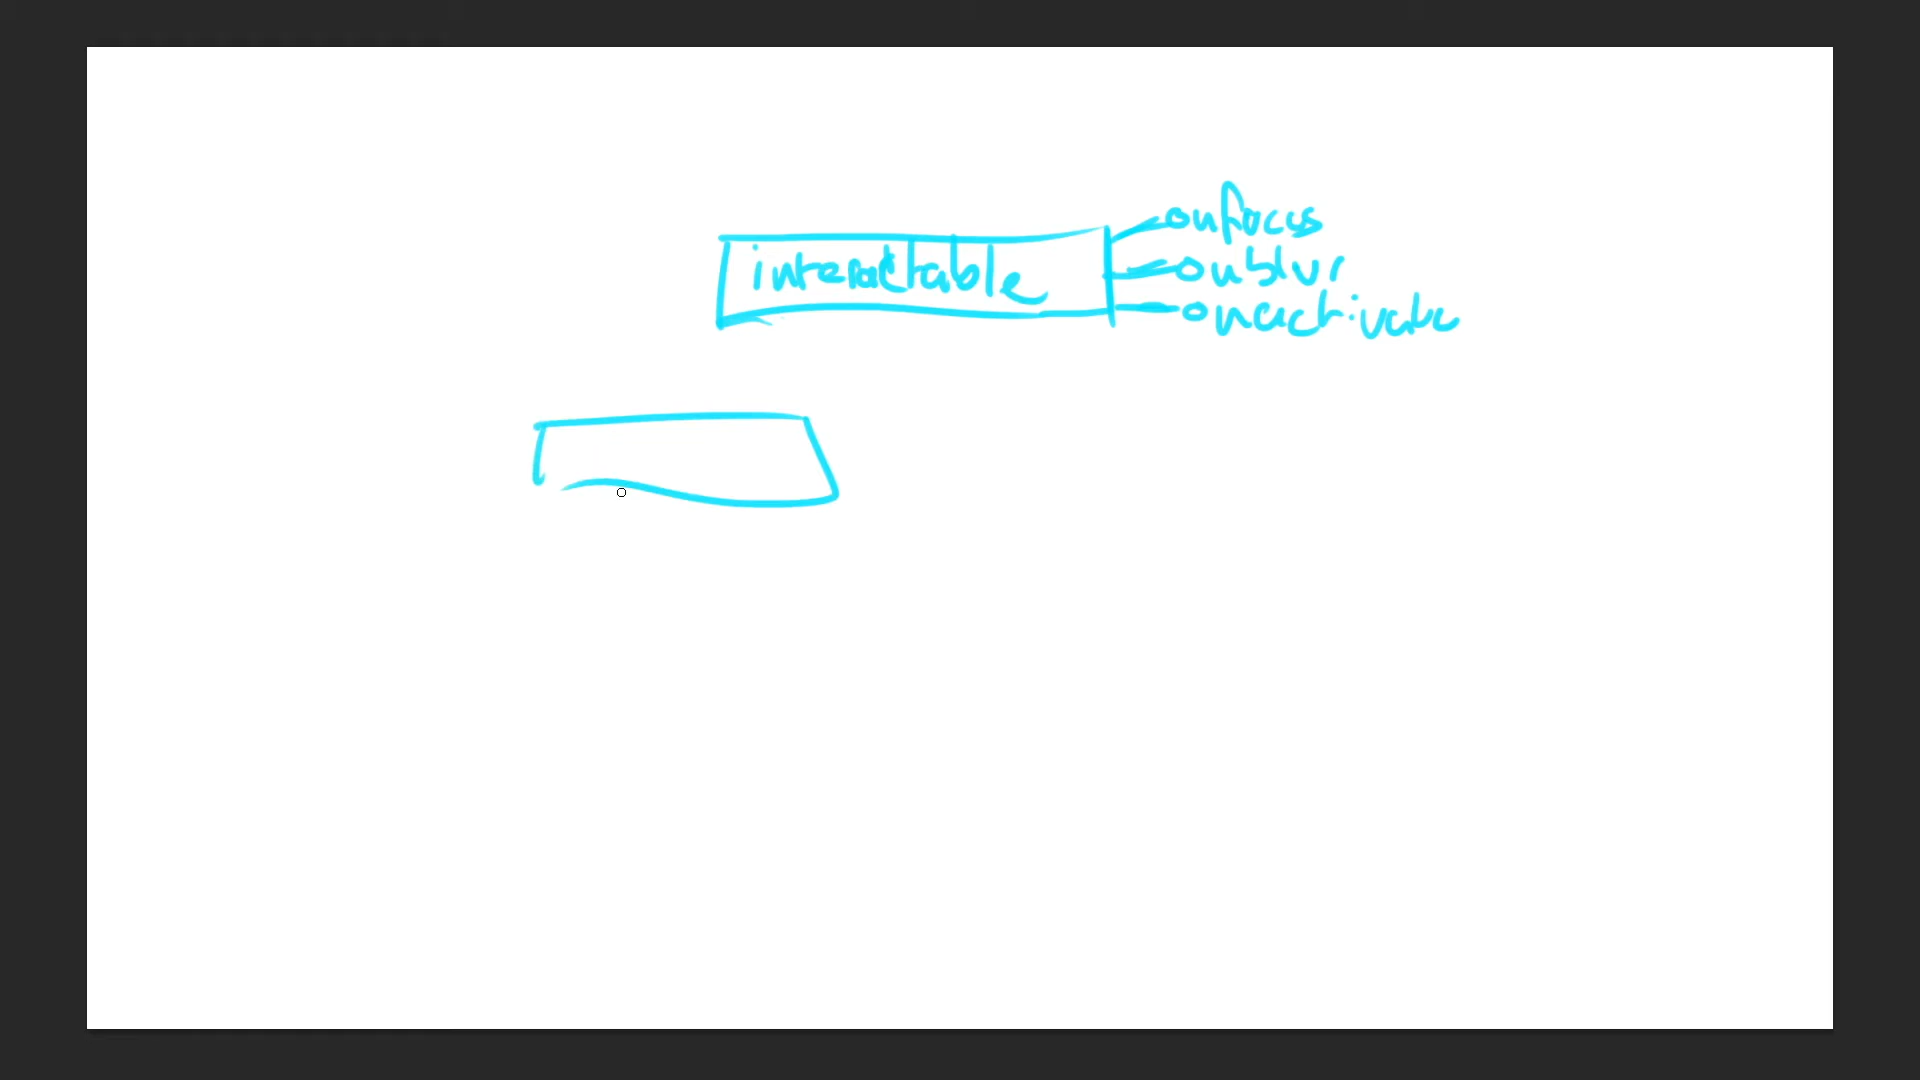 onfocus
interactable
onblur
onactivate